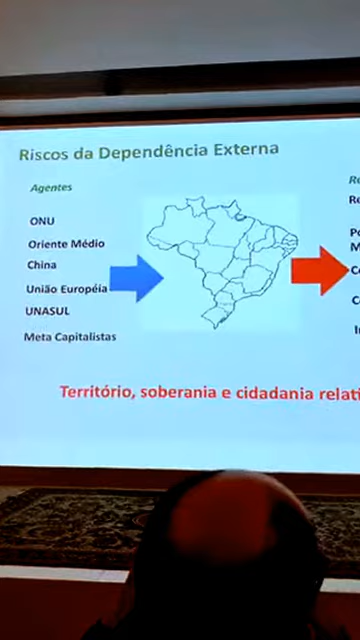 Riscos da Dependência Externa
Agentes
ONU
Oriente Médio
China
União Européia
UNASUL
Meta Capitalistas
Território, soberania e cidadania relati